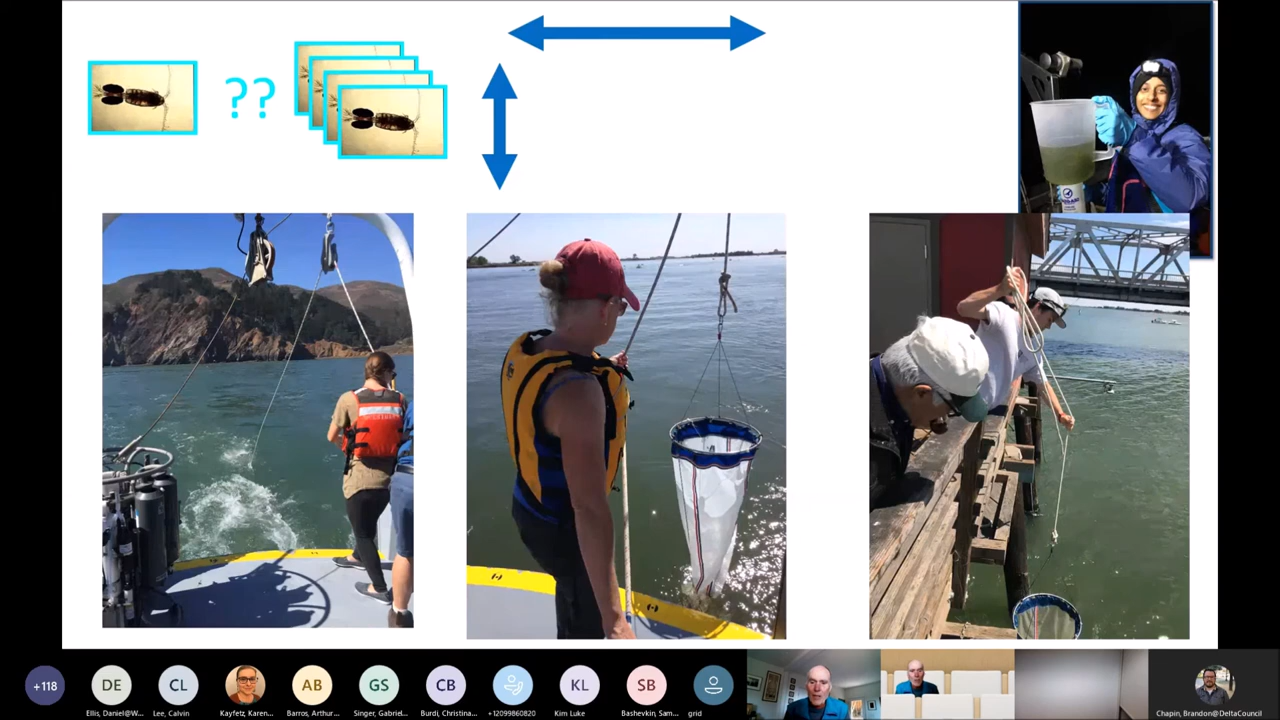 ??
+118
DE
CL
AB
GS
CB
KL
SB
Ellis, Daniel@W...
Lee, Calvin
Kayfetz, Karen...
Barros, Arthur...
Singer, Gabriel...
Burdi, Christina...
+12099860820
Kim Luke
Bashevkin, Sam...
grid
Chapin, Brandon@DeltaCouncil